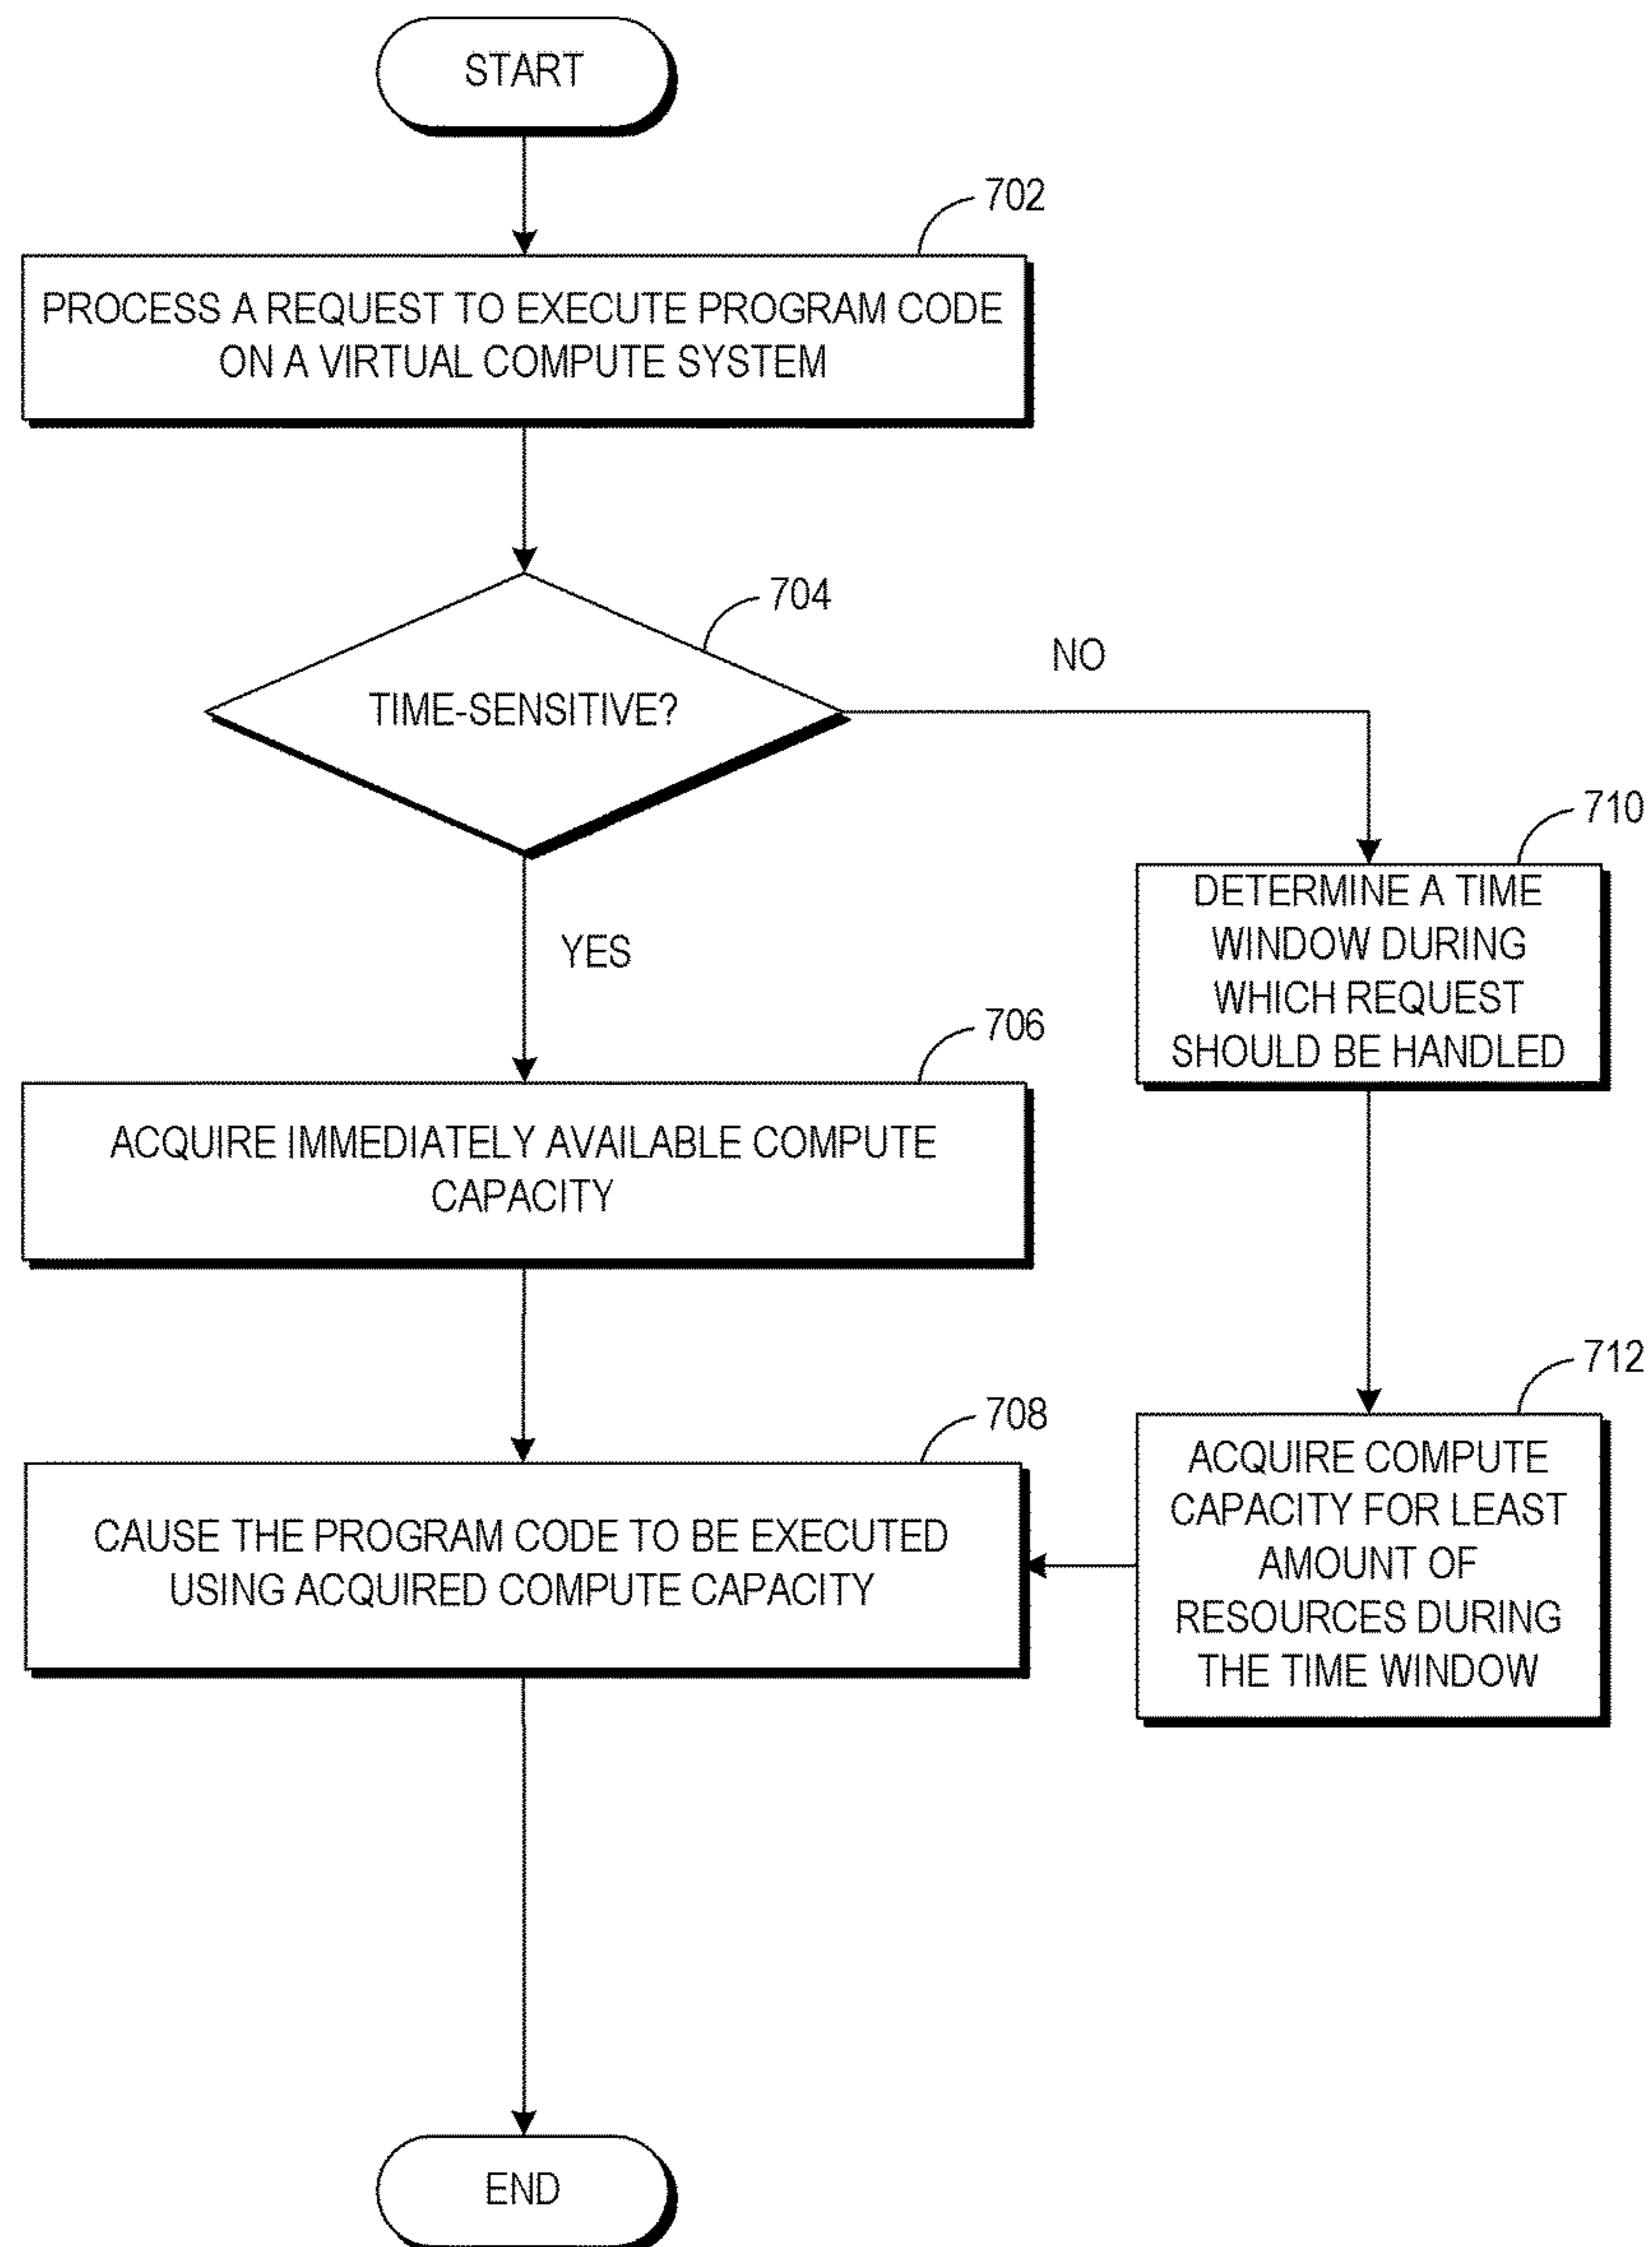 START
702
PROCESS A REQUEST TO EXECUTE PROGRAM CODE
ON A VIRTUAL COMPUTE SYSTEM
704
TIME-SENSITIVE?
NO
YES
710
DETERMINE A TIME
WINDOW DURING
WHICH REQUEST
SHOULD BE HANDLED
706
ACQUIRE IMMEDIATELY AVAILABLE COMPUTE
CAPACITY
712
ACQUIRE COMPUTE
CAPACITY FOR LEAST
AMOUNT OF
RESOURCES DURING
THE TIME WINDOW
708
CAUSE THE PROGRAM CODE TO BE EXECUTED
USING ACQUIRED COMPUTE CAPACITY
END